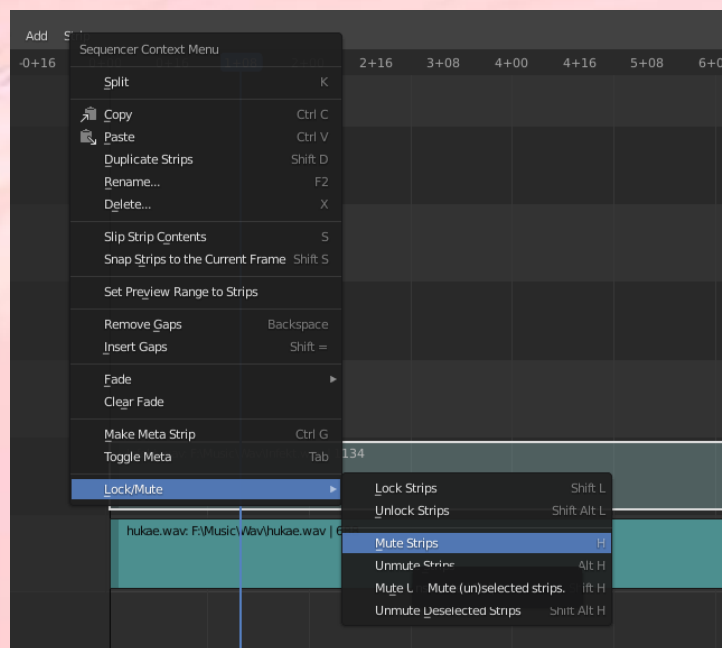 Add
Sequencer Context Menu
-0+16 2+16 3+08 4+00 4+16 5+08
Split K
Copy Ctrl C
Paste Ctrl V
Duplicate Strips Shift D
Rename... F2
Delete... X
Slip Strip Contents S
Snap Strips to the Current Frame Shift S
Set Preview Range to Strips
Remove Gaps Backspace
Insert Gaps Shift =
Fade
Clear Fade
Make Meta Strip Ctrl G
Toggle Meta Tab
134
Lock/Mute
Lock Strips Shift L
Unlock Strips Shift Alt L
hukae.wav: F:\Music\Wav\hukae.wav |
Mute Strips H
Unmute Strips Alt H
Mute
Mute (un)selected strips.
Unmute Deselected Strips Shift Alt H